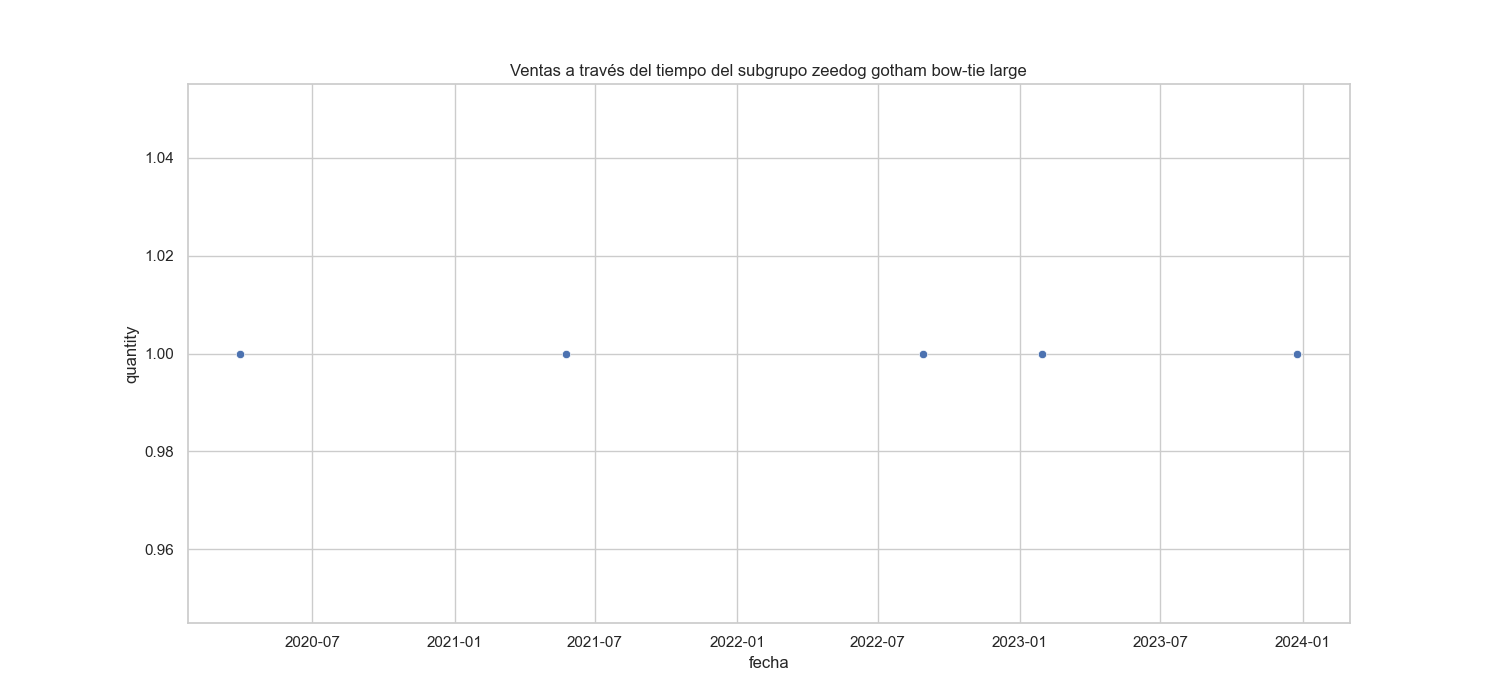 Ventas a través del tiempo del subgrupo zeedog gotham bow-tie large
1.04
1.02
1.00
0.98
0.96
quantity
2020-07 2021-01 2021-07 2022-01 2022-07 2023-01 2023-07 2024-01
fecha